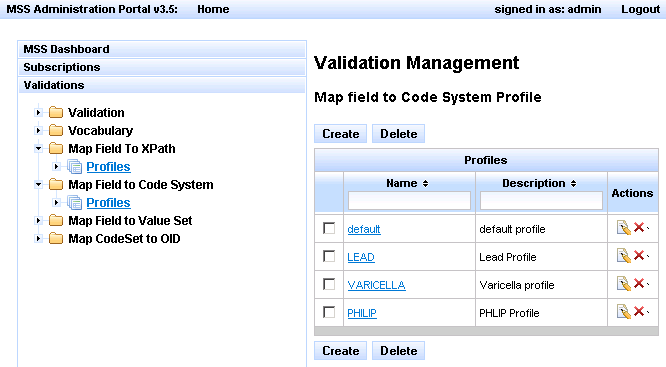 MSS Administration Portal v3.5: Home signed in as: admin Logout
MSS Dashboard
Subscriptions
Validations
Validation
Vocabulary
Map Field To XPath
Profiles
Map Field to Code System
Profiles
Map Field to Value Set
Map CodeSet to OID
Validation Management
Map field to Code System Profile
Create Delete
Profiles
Name Description Actions
default default profile
LEAD Lead Profile
VARICELLA Varicella profile
PHILIP PHLIP Profile
Create Delete